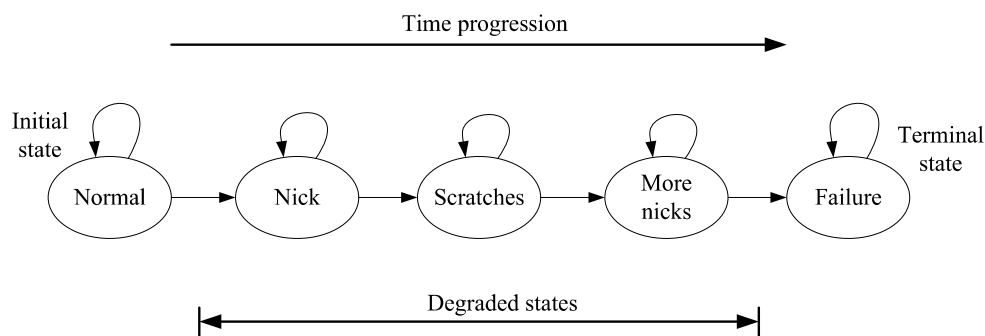 Time progression
Initial
state
Terminal
state
Normal
Nick
Scratches
More
nicks
Failure
Degraded states